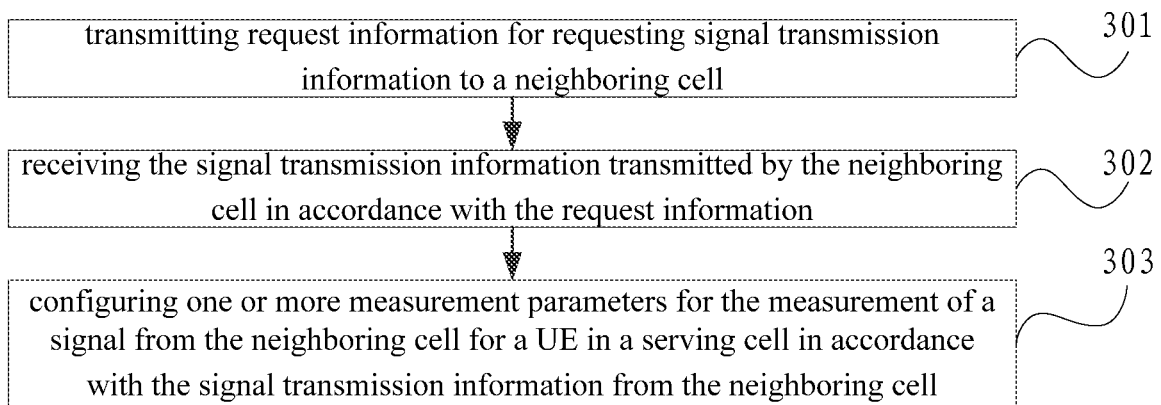 transmitting request information for requesting signal transmission
information to a neighboring cell
301
receiving the signal transmission information transmitted by the neighboring
cell in accordance with the request information
302
configuring one or more measurement parameters for the measurement of a
signal from the neighboring cell for a UE in a serving cell in accordance
with the signal transmission information from the neighboring cell
303